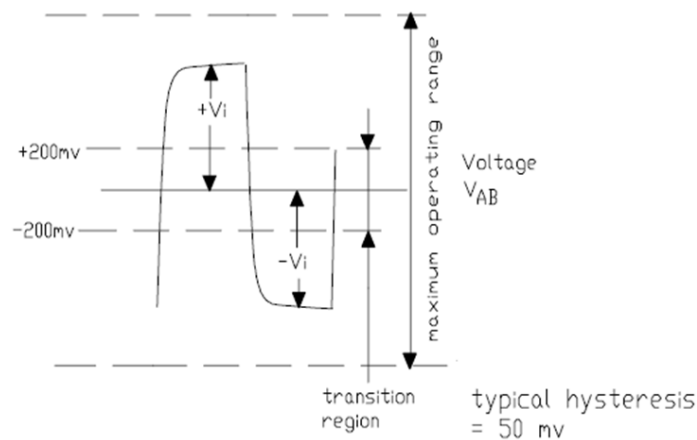 +Vi
+200mv
-200mv
-Vi
maximum operating range
Voltage
VAB
transition
region
typical hysteresis
= 50 mv